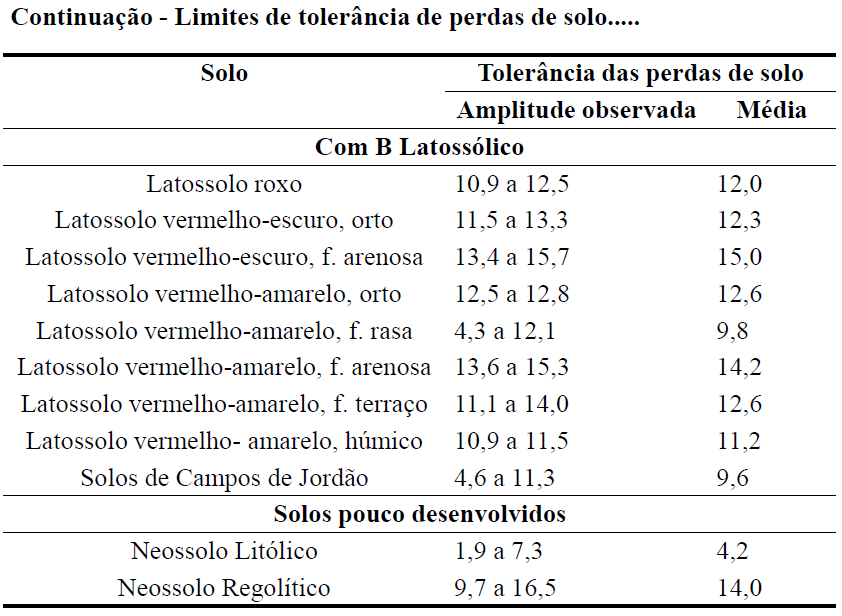 Continuação - Limites de tolerância de perdas de solo.....
Solo Tolerância das perdas de solo
Amplitude observada Média
Com B Latossólico
Latossolo roxo 10,9 a 12,5 12,0
Latossolo vermelho-escuro, orto 11,5 a 13,3 12,3
Latossolo vermelho-escuro, f. arenosa 13,4 a 15,7 15,0
Latossolo vermelho-amarelo, orto 12,5 a 12,8 12,6
Latossolo vermelho-amarelo, f. rasa 4,3 a 12,1 9,8
Latossolo vermelho-amarelo, f. arenosa 13,6 a 15,3 14,2
Latossolo vermelho-amarelo, f. terraço 11,1 a 14,0 12,6
Latossolo vermelho- amarelo, húmico 10,9 a 11,5 11,2
Solos de Campos de Jordão 4,6 a 11,3 9,6
Solos pouco desenvolvidos
Neossolo Litólico 1,9 a 7,3 4,2
Neossolo Regolítico 9,7 a 16,5 14,0